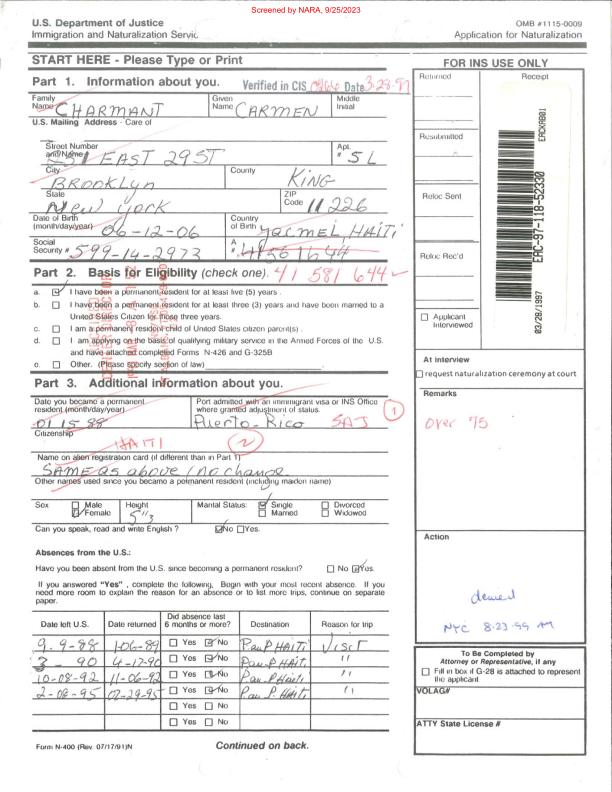 Screened by NARA, 9/25/2023
U.S. Department of Justice
Immigration and Naturalization Servic
OMB #1115-0009
Application for Naturalization
START HERE - Please Type or Print
FOR INS USE ONLY
Part 1. Information about you.
Verified in CIS Date 3-28-97
Family Name CHARMANT
Given Name CARMEN
Middle Initial
U.S. Mailing Address - Care of
Street Number and Name EAST 29 ST
Apt. # 5L
City BROOKLYN
County KING
State New York
ZIP Code 11226
Date of Birth (month/day/year) 06-12-06
Country of Birth JACMEL HAITI
Social Security # 599-14-2973
A # 41581644
Part 2. Basis for Eligibility (check one). 41 581 644
a. I have been a permanent resident for at least five (5) years.
b. I have been a permanent resident for at least three (3) years and have been married to a
United States Citizen for those three years.
c. I am a permanent resident child of United States citizen parent(s).
d. I am applying on the basis of qualifying military service in the Armed Forces of the U.S.
and have attached completed Forms N-426 and G-325B
e. Other. (Please specify section of law)
Part 3. Additional information about you.
Date you became a permanent resident (month/day/year)
01 15 88
Port admitted with an immigrant visa or INS Office where granted adjustment of status.
Puerto-Rico SAJ 1
Citizenship
HAITI 2
Name on alien registration card (if different than in Part 1)
SAME as above / no change
Other names used since you became a permanent resident (including maiden name)
Sex Male Female
Height 5"3
Marital Status: Single Married Divorced Widowed
Can you speak, read and write English ? No Yes.
Absences from the U.S.:
Have you been absent from the U.S. since becoming a permanent resident? No Yes.
If you answered "Yes" , complete the following, Begin with your most recent absence. If you
need more room to explain the reason for an absence or to list more trips, continue on separate
paper.
Date left U.S. Date returned Did absence last 6 months or more? Destination Reason for trip
9-9-88 1-06-89 Yes No P.au.P HAITI Visit
3- 90 4-17-90 Yes No P.au.P HAITI "
10-08-92 11-06-92 Yes No P.au.P HAITI "
2-08-95 02-29-95 Yes No P.au.P. HAITI "
Yes No
Yes No
Form N-400 (Rev. 07/17/91)N
Continued on back.
Returned
Receipt
Resubmitted
Reloc Sent
Reloc Rec'd
EAC-97-118-52330
03/28/1997
Applicant Interviewed
At interview
request naturalization ceremony at court
Remarks
over 75
Action
denied
NYC 8-23-99
To Be Completed by
Attorney or Representative, if any
Fill in box if G-28 is attached to represent
the applicant
VOLAG#
ATTY State License #